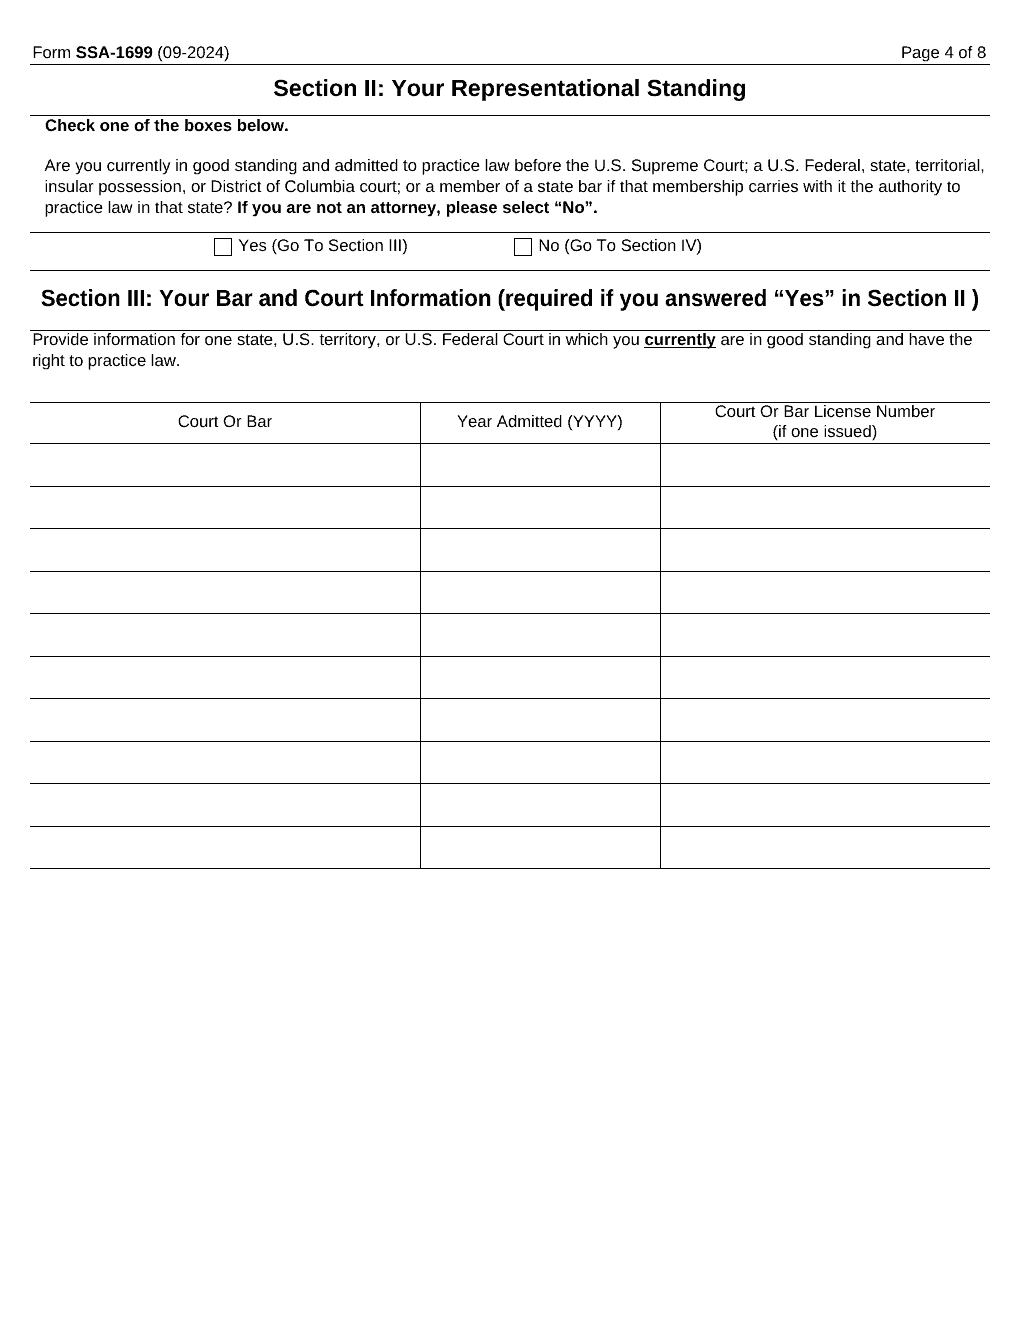 Form SSA-1699 (09-2024)
Page 4 of 8
Section II: Your Representational Standing
Check one of the boxes below.
Are you currently in good standing and admitted to practice law before the U.S. Supreme Court; a U.S. Federal, state, territorial,
insular possession, or District of Columbia court; or a member of a state bar if that membership carries with it the authority to
practice law in that state? If you are not an attorney, please select “No”.
Yes (Go To Section III)
No (Go To Section IV)
Section III: Your Bar and Court Information (required if you answered “Yes” in Section II )
Provide information for one state, U.S. territory, or U.S. Federal Court in which you currently are in good standing and have the
right to practice law.
Court Or Bar
Year Admitted (YYYY)
Court Or Bar License Number
(if one issued)